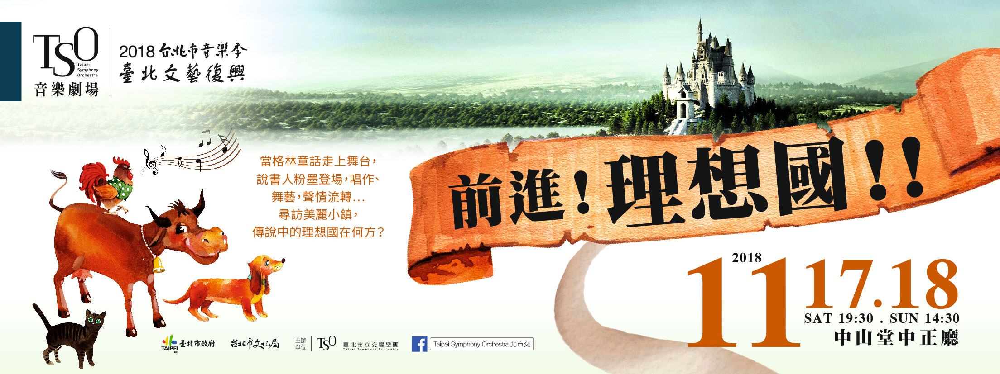 TSO
Taipei
Symphony
Orchestra
音樂劇場
2018 台北市音樂季
臺北文藝復興
當格林童話走上舞台，
說書人粉墨登場，唱作、
舞藝，聲情流轉…
尋訪美麗小鎮，
傳說中的理想國在何方？
前進！理想國！！
2018
11 17.18
SAT 19:30 . SUN 14:30
中山堂中正廳
TAIPEI
臺北
臺北市政府
台北市文化局
主辦
單位
TSO
臺北市立交響樂團
Taipei Symphony Orchestra
f
Taipei Symphony Orchestra 北市交